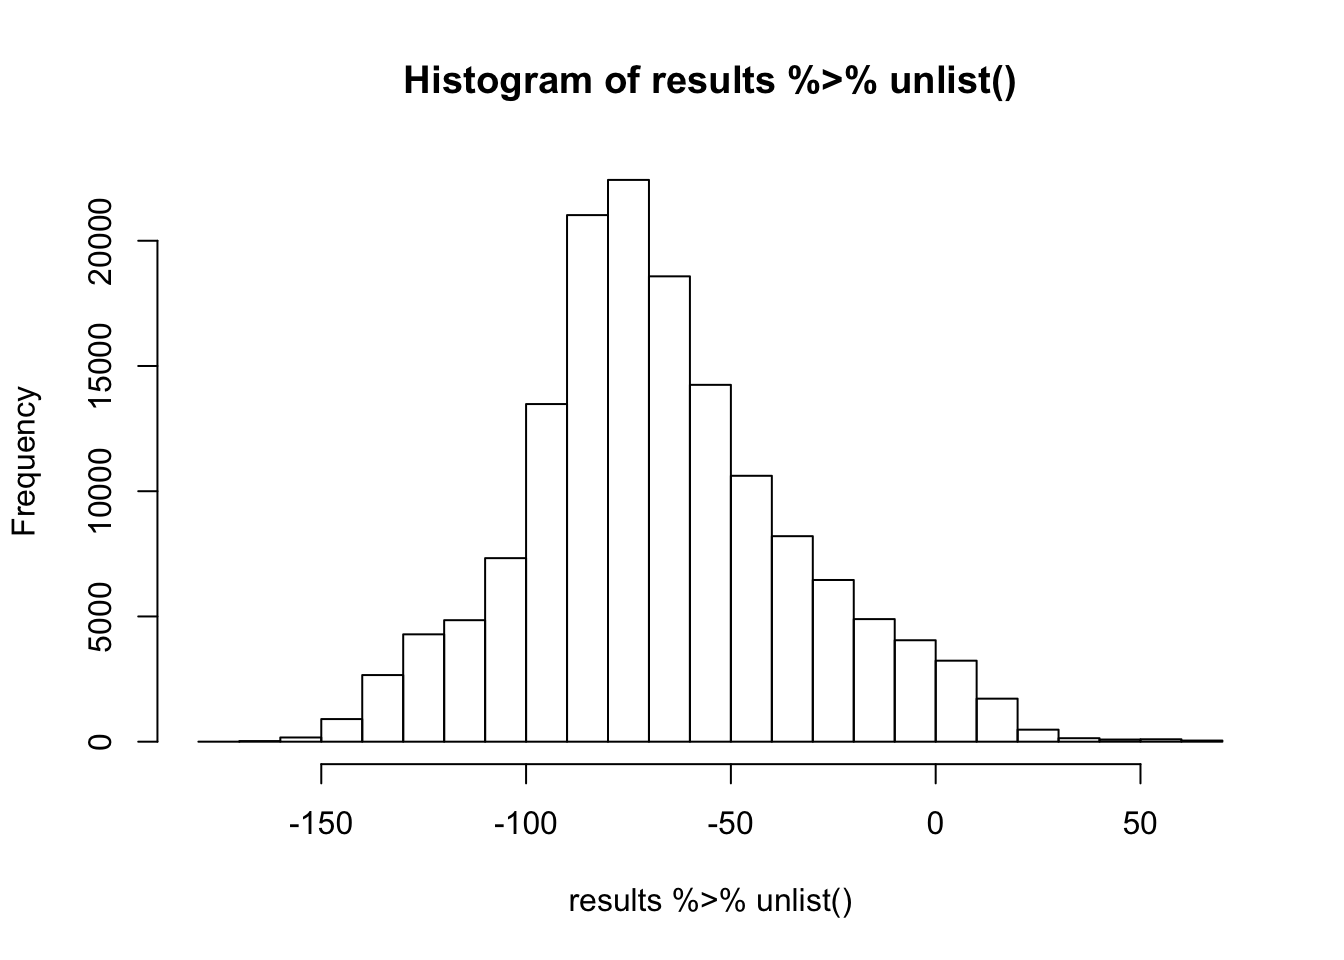 Histogram of results %>% unlist()
Frequency
20000
15000
10000
5000
0
-150 -100 -50 0 50
results %>% unlist()